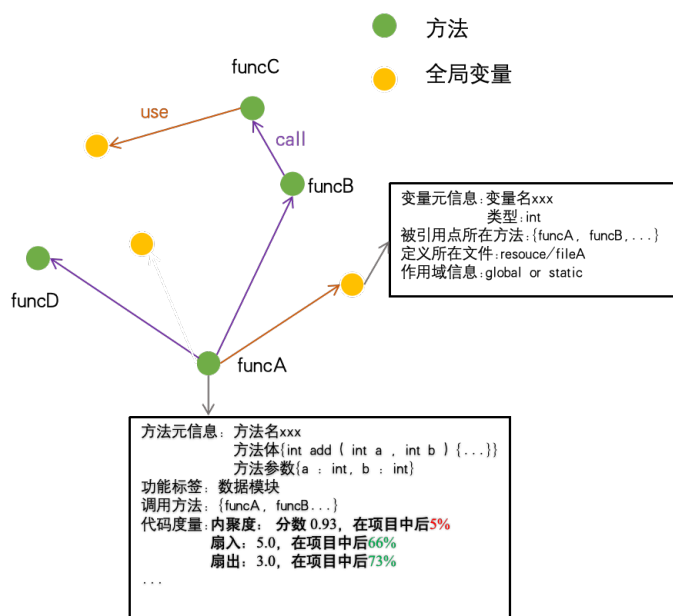 方法
全局变量
funcC
use
call
funcB
变量元信息:变量名xxx
类型:int
被引用点所在方法:{funcA, funcB,...}
定义所在文件:resouce/fileA
作用域信息:global or static
funcD
funcA
方法元信息: 方法名xxx
方法体{int add ( int a , int b ) {...}}
方法参数{a : int, b : int}
功能标签: 数据模块
调用方法: {funcA, funcB...}
代码度量:内聚度: 分数 0.93, 在项目中后5%
扇入: 5.0, 在项目中后66%
扇出: 3.0, 在项目中后73%
...